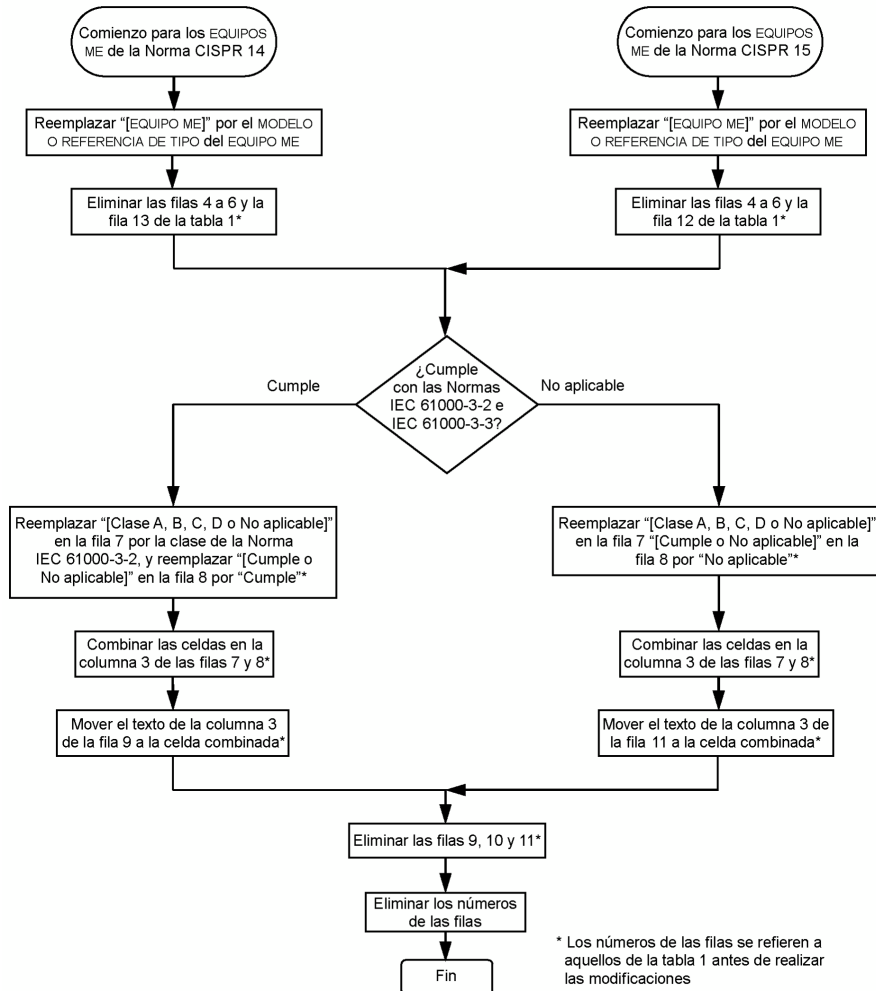 Comienzo para los EQUIPOS
ME de la Norma CISPR 14
Comienzo para los EQUIPOS
ME de la Norma CISPR 15
Reemplazar “[EQUIPO ME]” por el MODELO
O REFERENCIA DE TIPO del EQUIPO ME
Reemplazar “[EQUIPO ME]” por el MODELO
O REFERENCIA DE TIPO del EQUIPO ME
Eliminar las filas 4 a 6 y la
fila 13 de la tabla 1*
Eliminar las filas 4 a 6 y la
fila 12 de la tabla 1*
¿Cumple
con las Normas
IEC 61000-3-2 e
IEC 61000-3-3?
Cumple
No aplicable
Reemplazar “[Clase A, B, C, D o No aplicable]”
en la fila 7 por la clase de la Norma
IEC 61000-3-2, y reemplazar “[Cumple o
No aplicable]” en la fila 8 por “Cumple”*
Reemplazar “[Clase A, B, C, D o No aplicable]”
en la fila 7 “[Cumple o No aplicable]” en la
fila 8 por “No aplicable”*
Combinar las celdas en la
columna 3 de las filas 7 y 8*
Combinar las celdas en la
columna 3 de las filas 7 y 8*
Mover el texto de la columna 3
de la fila 9 a la celda combinada*
Mover el texto de la columna 3 de
la fila 11 a la celda combinada*
Eliminar las filas 9, 10 y 11*
Eliminar los números
de las filas
Fin
* Los números de las filas se refieren a
aquellos de la tabla 1 antes de realizar
las modificaciones